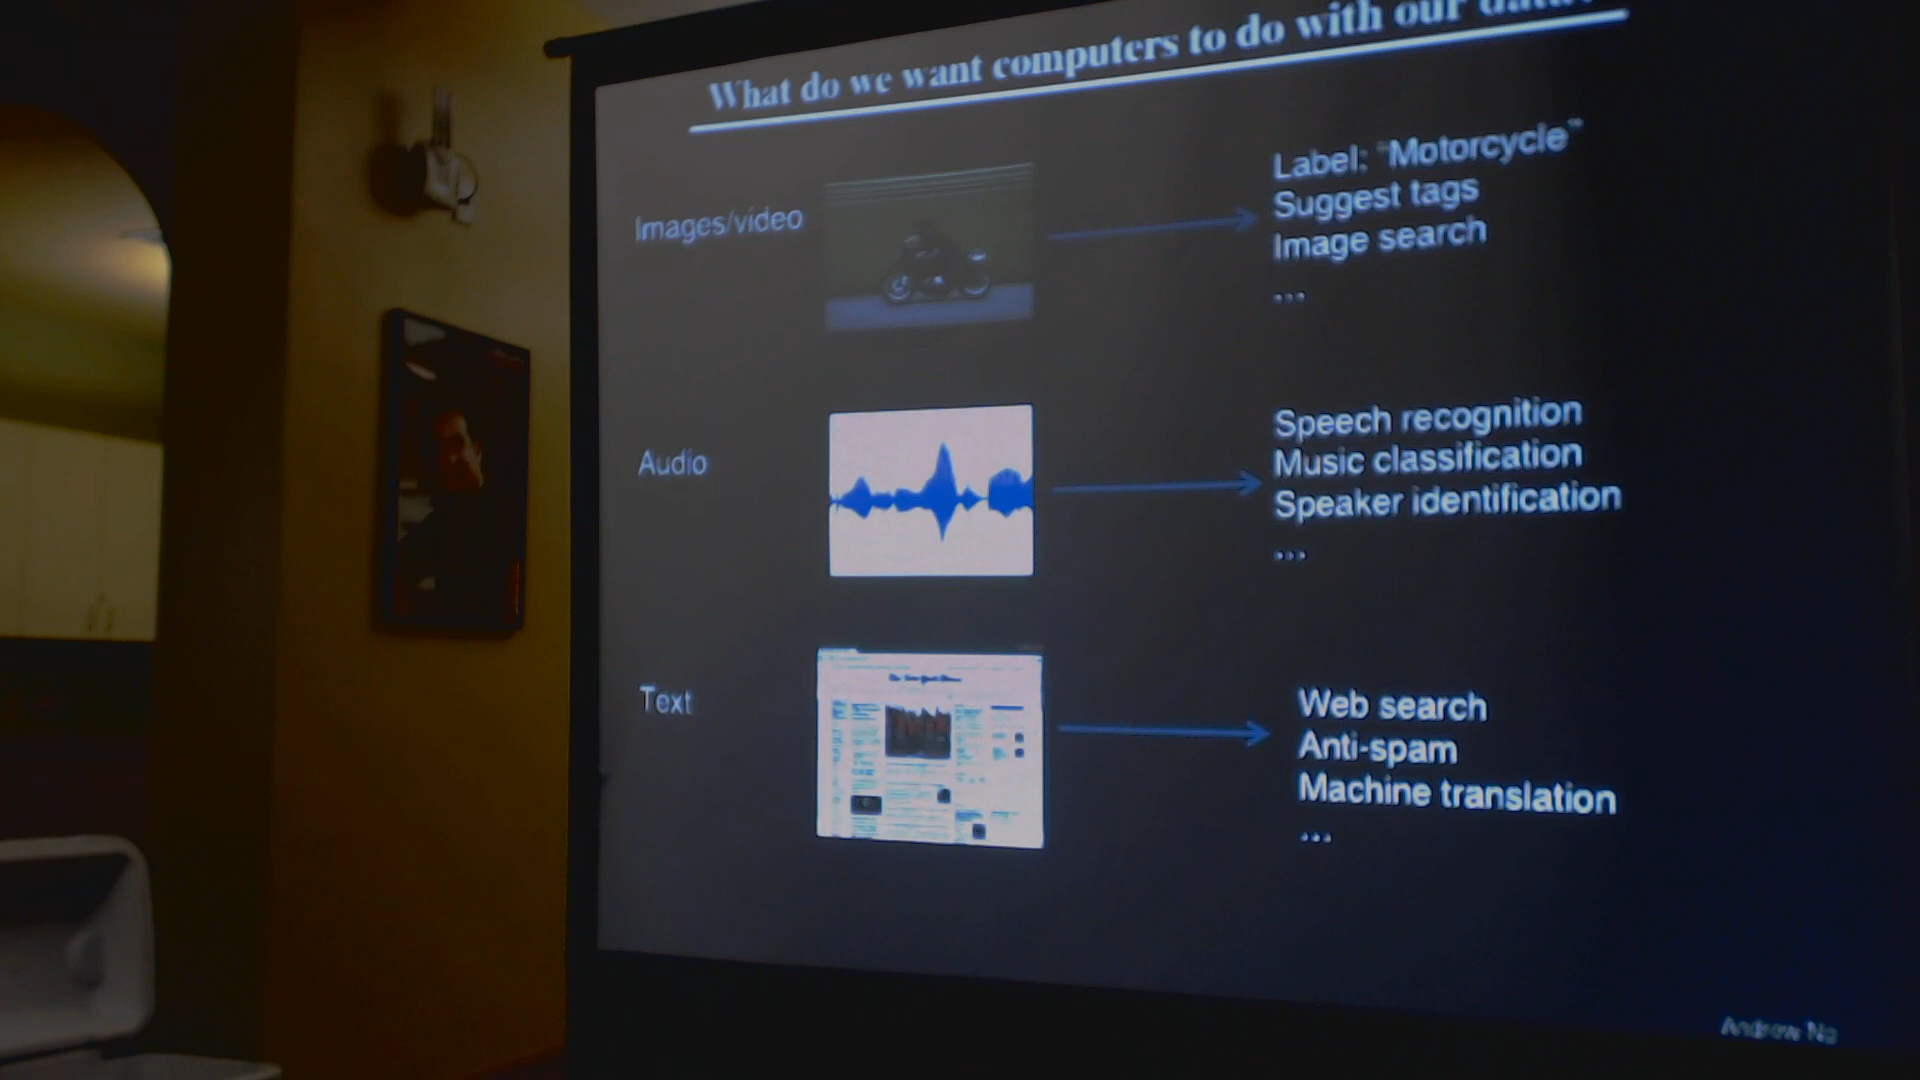 What do we want computers to do with our data?
Images/video
Label: "Motorcycle"
Suggest tags
Image search
...
Audio
Speech recognition
Music classification
Speaker identification
...
Text
Web search
Anti-spam
Machine translation
...
Andrew Ng